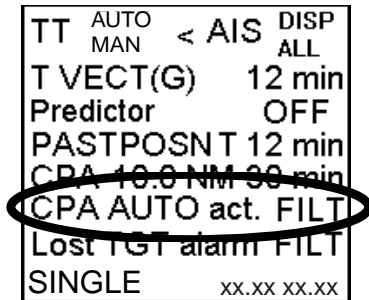 TT AUTO MAN < AIS DISP ALL
T VECT(G) 12 min
Predictor OFF
PASTPOSN T 12 min
CPA 10.0 NM 30 min
CPA AUTO act. FILT
Lost TGT alarm FILT
SINGLE xx.xx xx.xx